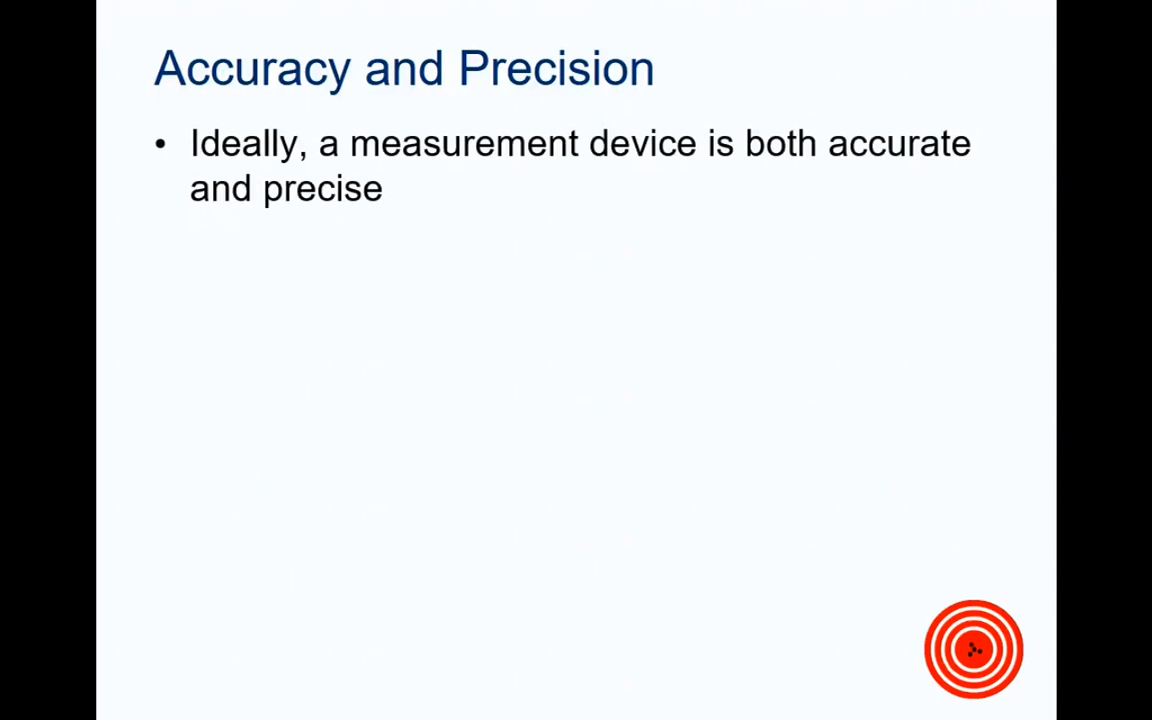 Accuracy and Precision
• Ideally, a measurement device is both accurate
and precise